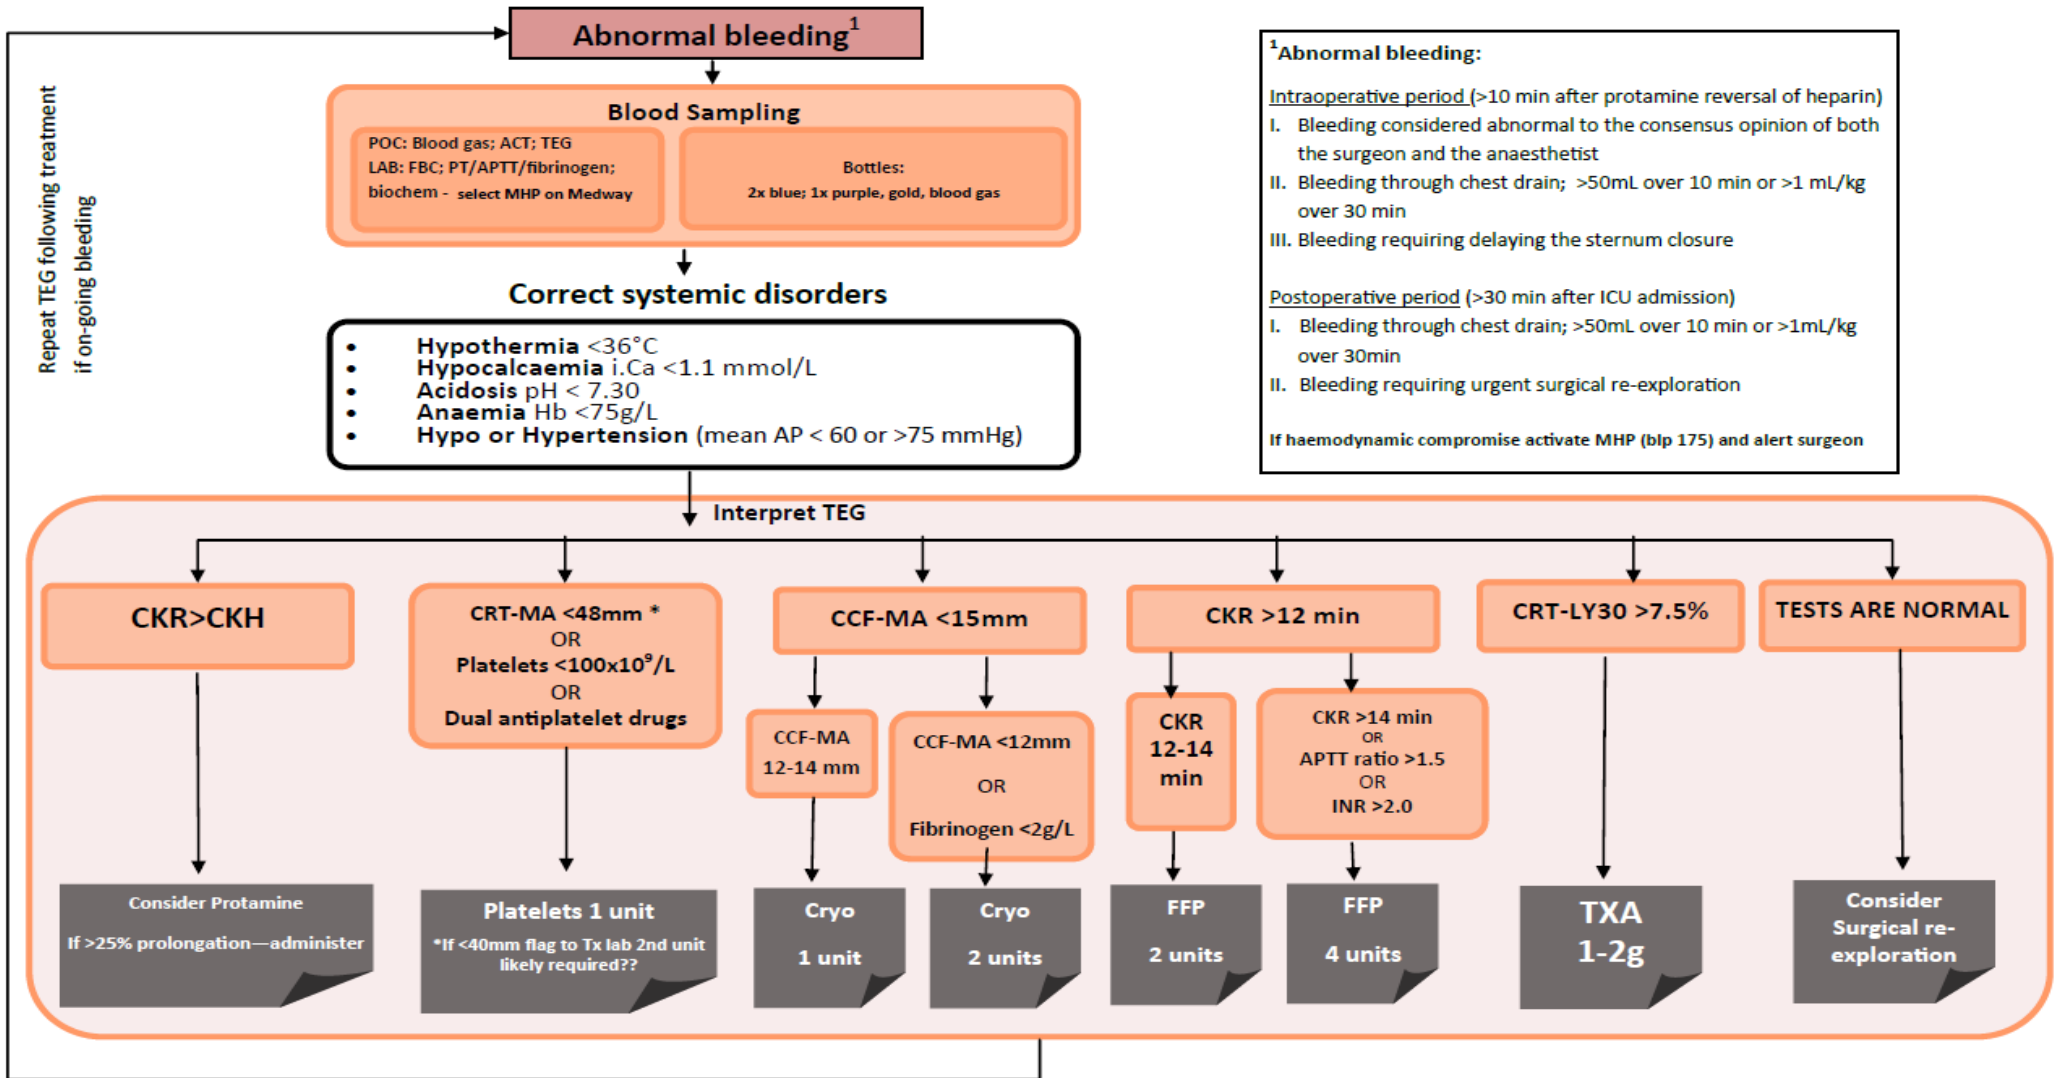 Abnormal bleeding¹
Repeat TEG following treatment
if on-going bleeding
Blood Sampling
POC: Blood gas; ACT; TEG
LAB: FBC; PT/APTT/fibrinogen;
biochem - select MHP on Medway
Bottles:
2x blue; 1x purple, gold, blood gas
Correct systemic disorders
• Hypothermia <36°C
• Hypocalcaemia i.Ca <1.1 mmol/L
• Acidosis pH < 7.30
• Anaemia Hb <75g/L
• Hypo or Hypertension (mean AP < 60 or >75 mmHg)
¹Abnormal bleeding:
Intraoperative period (>10 min after protamine reversal of heparin)
I. Bleeding considered abnormal to the consensus opinion of both
the surgeon and the anaesthetist
II. Bleeding through chest drain; >50mL over 10 min or >1 mL/kg
over 30 min
III. Bleeding requiring delaying the sternum closure
Postoperative period (>30 min after ICU admission)
I. Bleeding through chest drain; >50mL over 10 min or >1mL/kg
over 30min
II. Bleeding requiring urgent surgical re-exploration
If haemodynamic compromise activate MHP (blp 175) and alert surgeon
Interpret TEG
CKR>CKH
Consider Protamine
If >25% prolongation—administer
CRT-MA <48mm *
OR
Platelets <100x10⁹/L
OR
Dual antiplatelet drugs
Platelets 1 unit
*If <40mm flag to Tx lab 2nd unit
likely required??
CCF-MA <15mm
CCF-MA
12-14 mm
Cryo
1 unit
CCF-MA <12mm
OR
Fibrinogen <2g/L
Cryo
2 units
CKR >12 min
CKR
12-14
min
FFP
2 units
CKR >14 min
OR
APTT ratio >1.5
OR
INR >2.0
FFP
4 units
CRT-LY30 >7.5%
TXA
1-2g
TESTS ARE NORMAL
Consider
Surgical re-
exploration